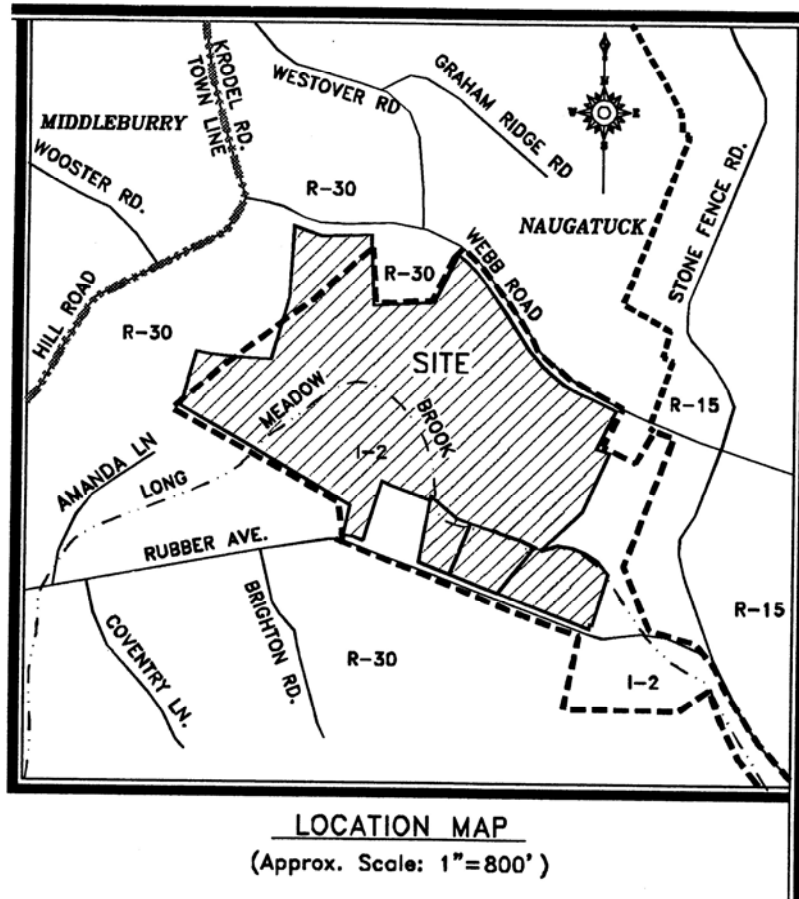 KRODEL RD.
TOWN LINE
WESTOVER RD
GRAHAM RIDGE RD
N
W
E
S
MIDDLEBURRY
WOOSTER RD.
R-30
NAUGATUCK
STONE FENCE RD.
WEBB ROAD
R-30
HILL ROAD
R-30
SITE
MEADOW
BROOK
R-15
I-2
AMANDA LN
LONG
RUBBER AVE.
COVENTRY LN.
BRIGHTON RD.
R-30
R-15
I-2
LOCATION MAP
(Approx. Scale: 1"=800')